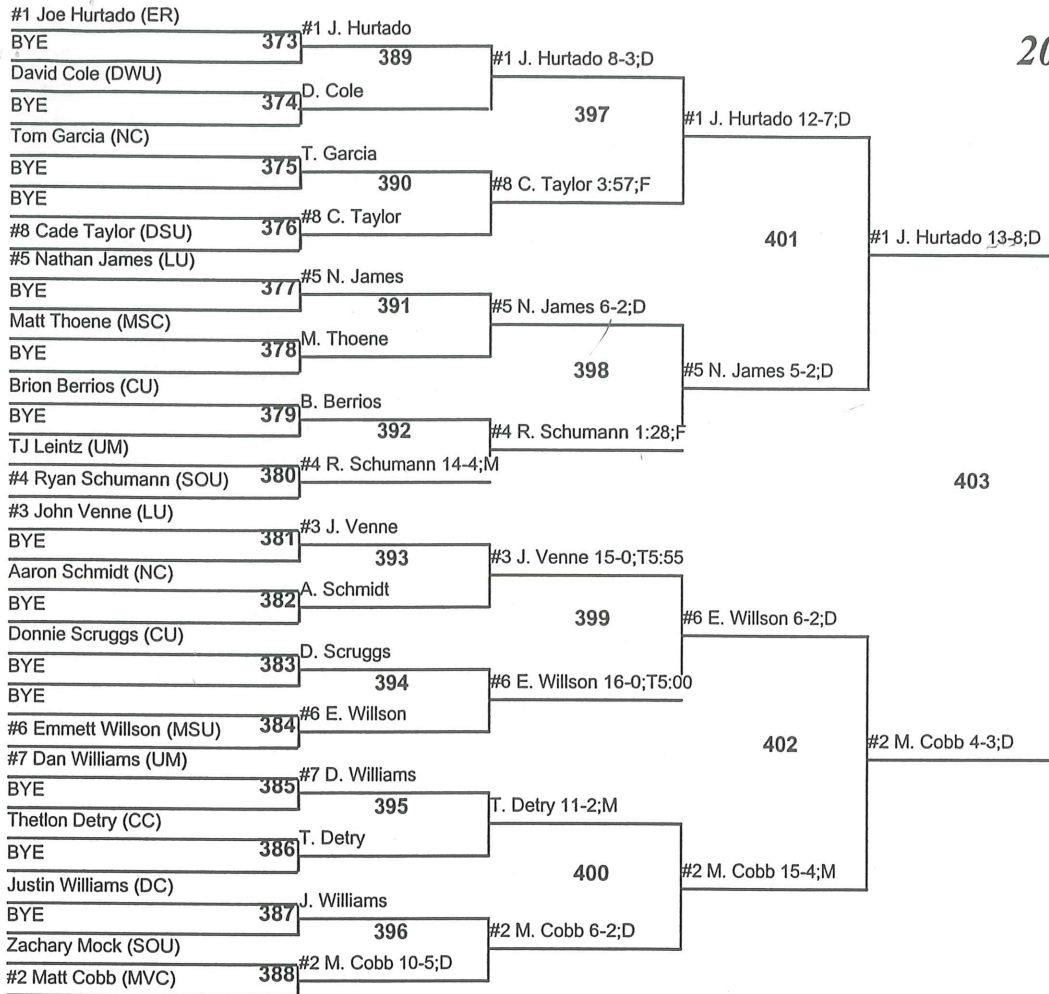 #1 Joe Hurtado (ER)
BYE
373
David Cole (DWU)
BYE
374
Tom Garcia (NC)
BYE
375
BYE
#8 Cade Taylor (DSU)
376
#5 Nathan James (LU)
BYE
377
Matt Thoene (MSC)
BYE
378
Brion Berrios (CU)
BYE
379
TJ Leintz (UM)
#4 Ryan Schumann (SOU)
380
#3 John Venne (LU)
BYE
381
Aaron Schmidt (NC)
BYE
382
Donnie Scruggs (CU)
BYE
383
BYE
#6 Emmett Willson (MSU)
384
#7 Dan Williams (UM)
BYE
385
Thetlon Detry (CC)
BYE
386
Justin Williams (DC)
BYE
387
Zachary Mock (SOU)
#2 Matt Cobb (MVC)
388
#1 J. Hurtado
389
D. Cole
T. Garcia
390
#8 C. Taylor
#5 N. James
391
M. Thoene
B. Berrios
392
#4 R. Schumann 14-4;M
#3 J. Venne
393
A. Schmidt
D. Scruggs
394
#6 E. Willson
#7 D. Williams
395
T. Detry
J. Williams
396
#2 M. Cobb 10-5;D
#1 J. Hurtado 8-3;D
397
#8 C. Taylor 3:57;F
#5 N. James 6-2;D
398
#4 R. Schumann 1:28;F
#3 J. Venne 15-0;T5:55
399
#6 E. Willson 16-0;T5:00
T. Detry 11-2;M
400
#2 M. Cobb 6-2;D
#1 J. Hurtado 12-7;D
401
#5 N. James 5-2;D
#6 E. Willson 6-2;D
402
#2 M. Cobb 15-4;M
#1 J. Hurtado 13-8;D
403
#2 M. Cobb 4-3;D
20